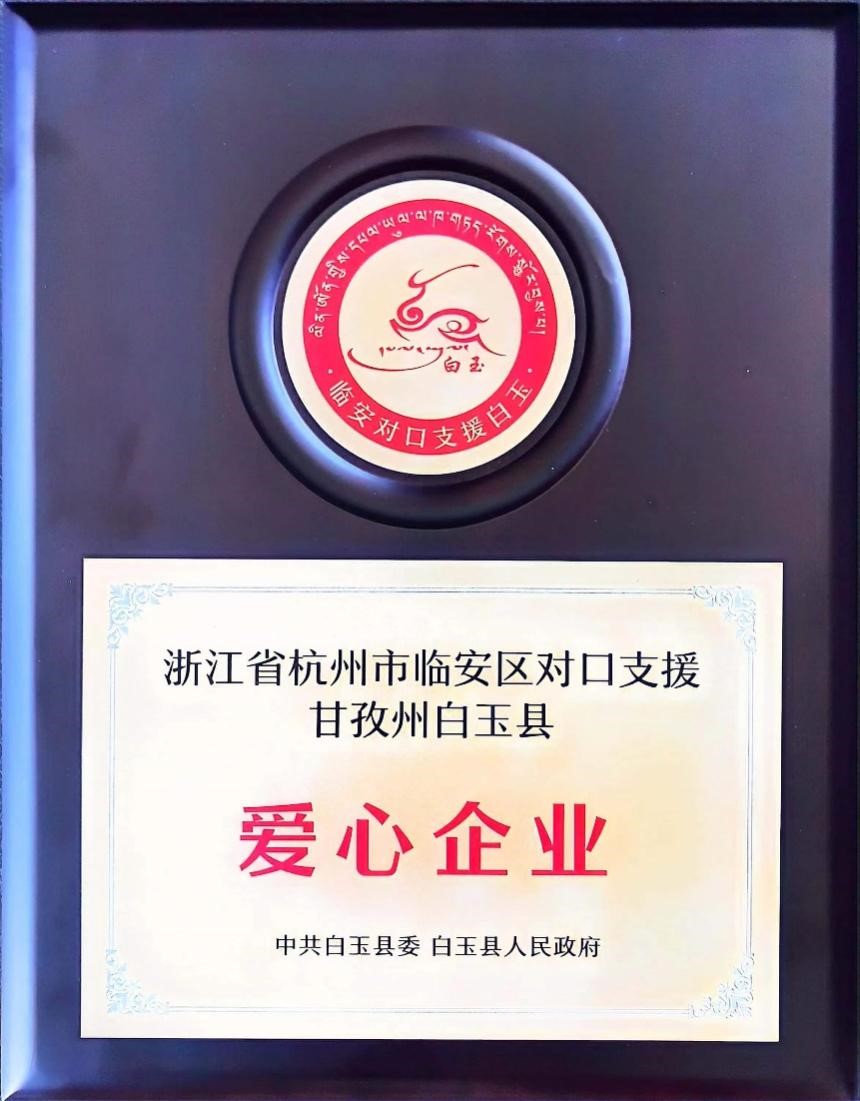 白玉
·临安对口支援白玉·
浙江省杭州市临安区对口支援
甘孜州白玉县
爱心企业
中共白玉县委 白玉县人民政府